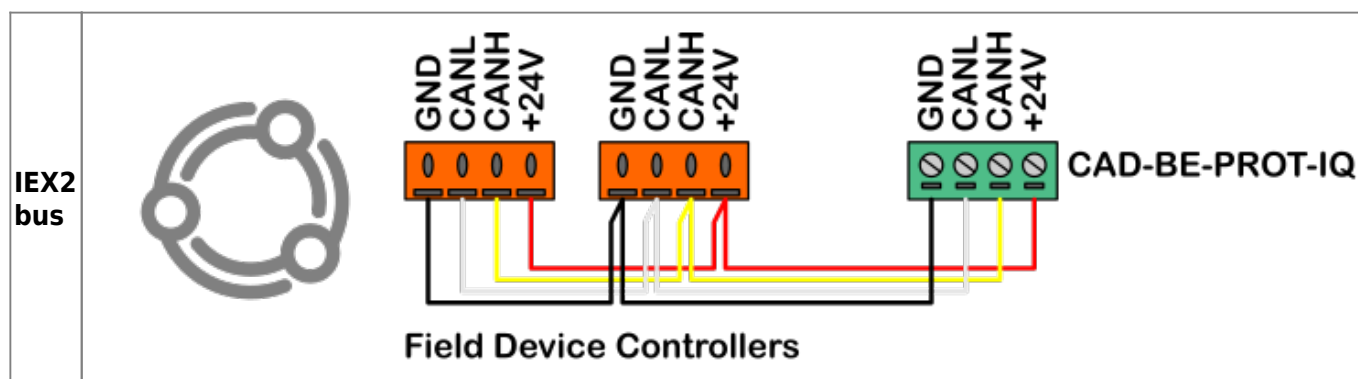 IEX2
bus
GND CANL CANH +24V
GND CANL CANH +24V
GND CANL CANH +24V
CAD-BE-PROT-IQ
Field Device Controllers